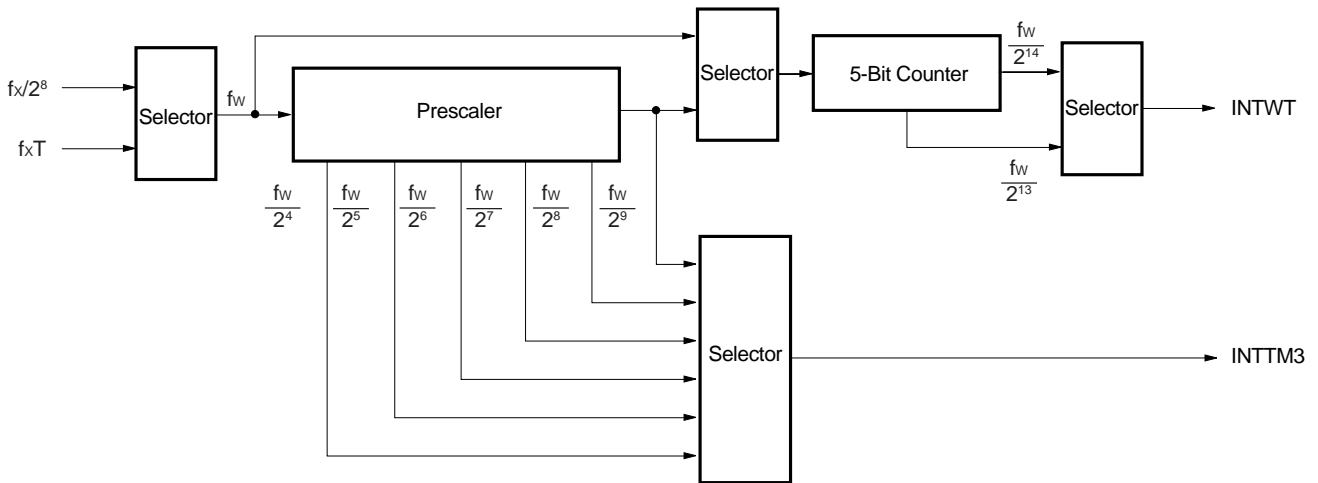 fX/2⁸
fXT
Selector
fW
Prescaler
Selector
5-Bit Counter
fW
2¹⁴
fW
2¹³
Selector
INTWT
fW
2⁴
fW
2⁵
fW
2⁶
fW
2⁷
fW
2⁸
fW
2⁹
Selector
INTTM3